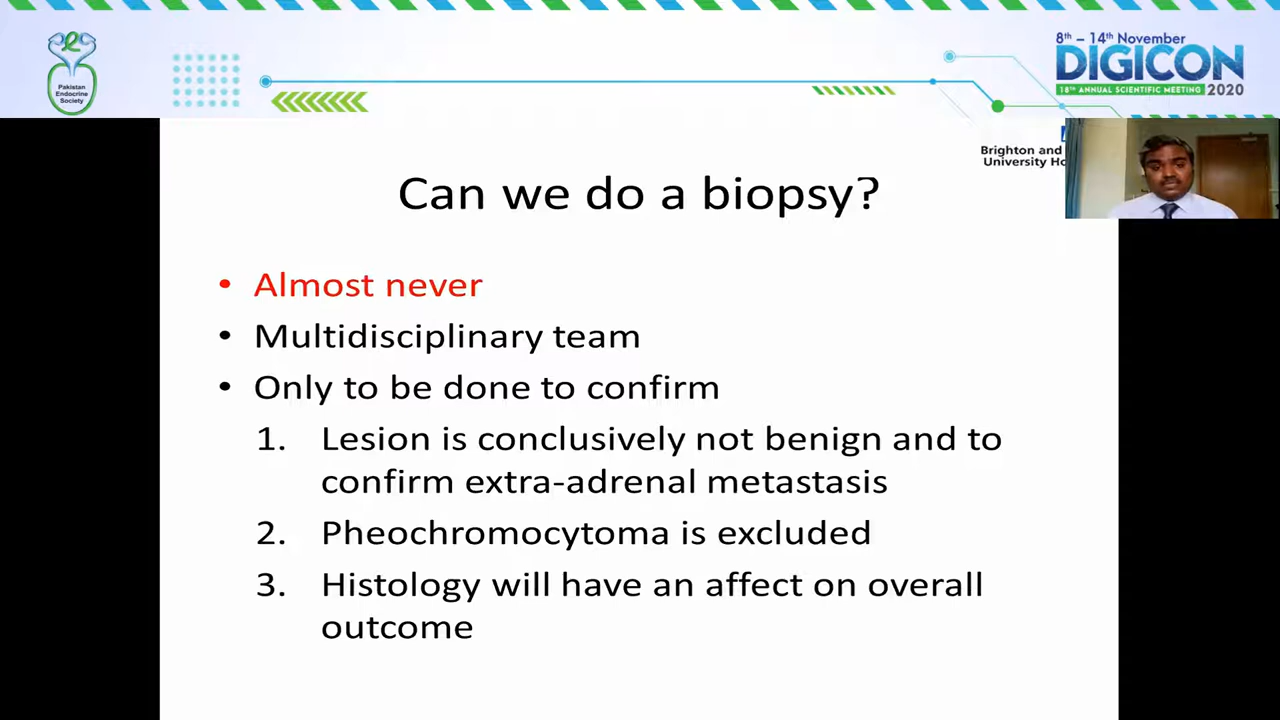 Pakistan
Endocrine
Society
8th – 14th November
DIGICON
18TH ANNUAL SCIENTIFIC MEETING 2020
Brighton and
University
Can we do a biopsy?
• Almost never
• Multidisciplinary team
• Only to be done to confirm
1. Lesion is conclusively not benign and to
confirm extra-adrenal metastasis
2. Pheochromocytoma is excluded
3. Histology will have an affect on overall
outcome